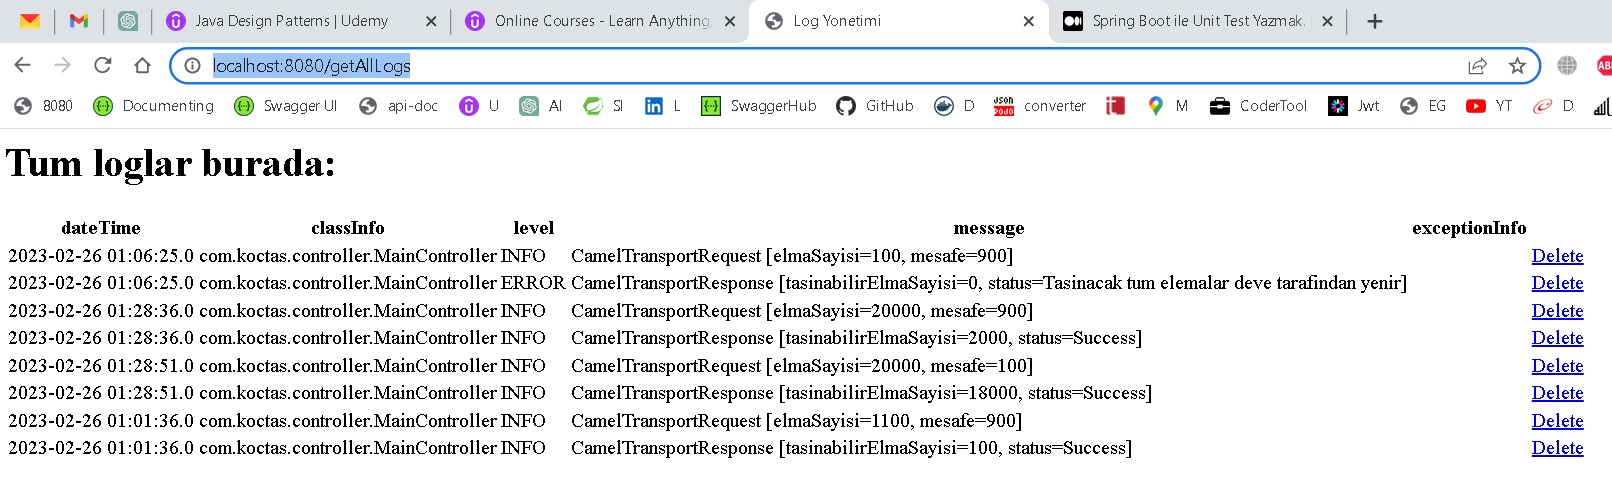 Java Design Patterns | Udemy
Online Courses - Learn Anything,
Log Yonetimi
Spring Boot ile Unit Test Yazmak.
localhost:8080/getAllLogs
8080 Documenting Swagger UI api-doc U AI SI L SwaggerHub GitHub D JSON POJO converter M CoderTool Jwt EG YT D
Tum loglar burada:
dateTime classInfo level message exceptionInfo
2023-02-26 01:06:25.0 com.koctas.controller.MainController INFO CamelTransportRequest [elmaSayisi=100, mesafe=900] Delete
2023-02-26 01:06:25.0 com.koctas.controller.MainController ERROR CamelTransportResponse [tasinabilirElmaSayisi=0, status=Tasinacak tum elemalar deve tarafindan yenir] Delete
2023-02-26 01:28:36.0 com.koctas.controller.MainController INFO CamelTransportRequest [elmaSayisi=20000, mesafe=900] Delete
2023-02-26 01:28:36.0 com.koctas.controller.MainController INFO CamelTransportResponse [tasinabilirElmaSayisi=2000, status=Success] Delete
2023-02-26 01:28:51.0 com.koctas.controller.MainController INFO CamelTransportRequest [elmaSayisi=20000, mesafe=100] Delete
2023-02-26 01:28:51.0 com.koctas.controller.MainController INFO CamelTransportResponse [tasinabilirElmaSayisi=18000, status=Success] Delete
2023-02-26 01:01:36.0 com.koctas.controller.MainController INFO CamelTransportRequest [elmaSayisi=1100, mesafe=900] Delete
2023-02-26 01:01:36.0 com.koctas.controller.MainController INFO CamelTransportResponse [tasinabilirElmaSayisi=100, status=Success] Delete